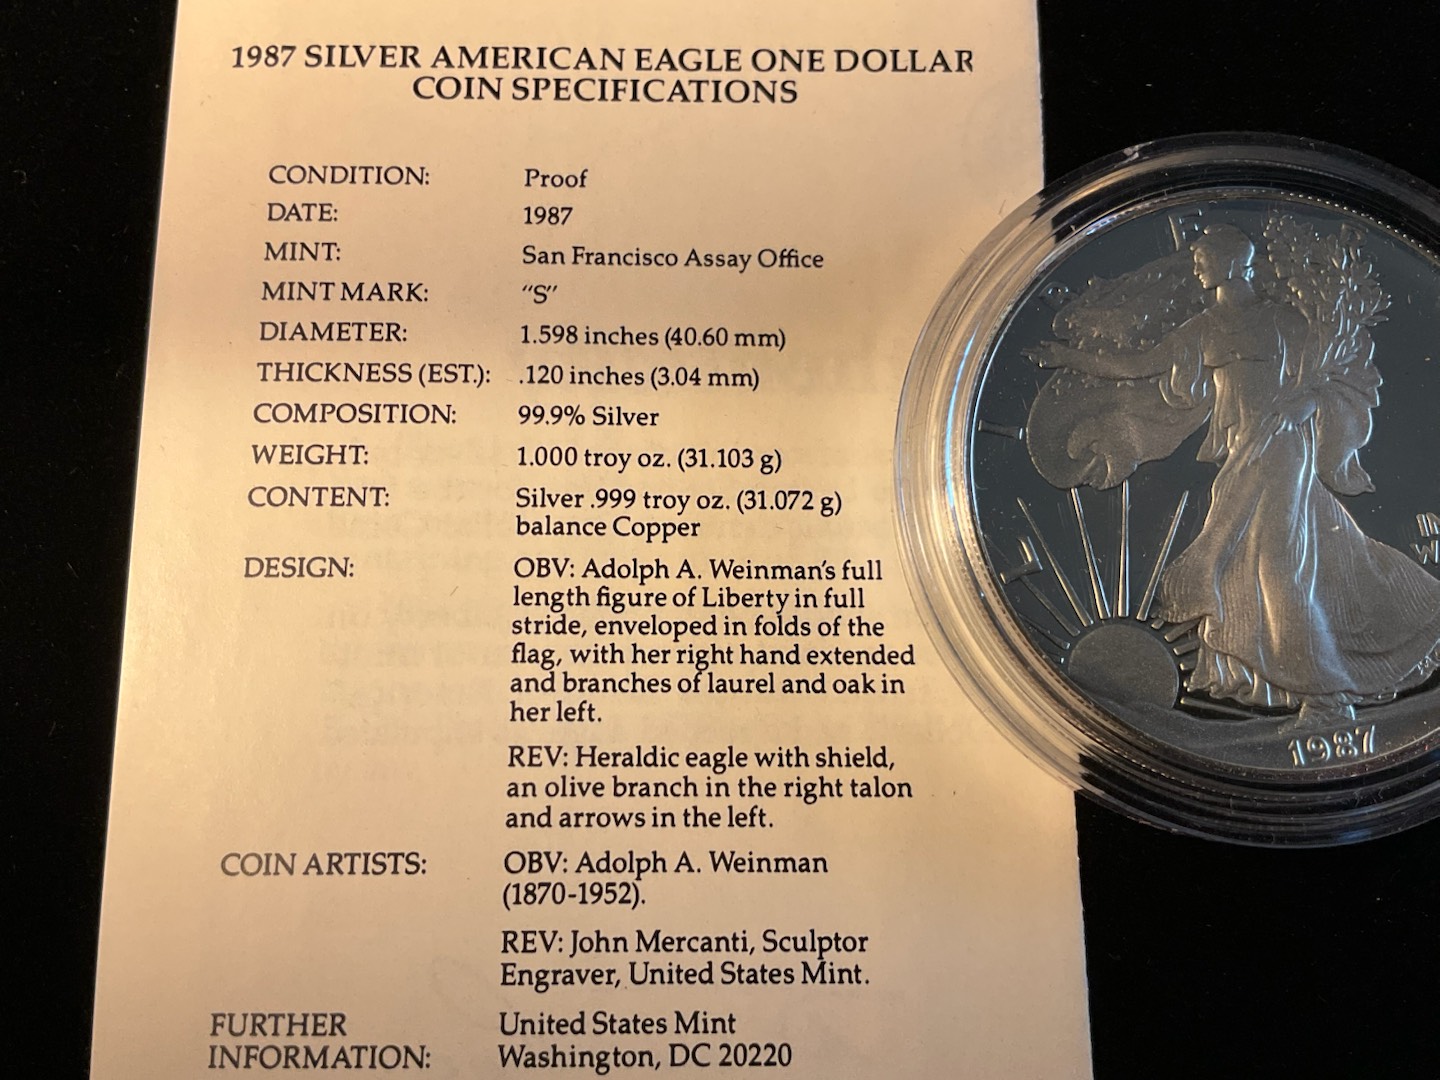 1987 SILVER AMERICAN EAGLE ONE DOLLAR
COIN SPECIFICATIONS
CONDITION: Proof
DATE: 1987
MINT: San Francisco Assay Office
MINT MARK: "S"
DIAMETER: 1.598 inches (40.60 mm)
THICKNESS (EST.): .120 inches (3.04 mm)
COMPOSITION: 99.9% Silver
WEIGHT: 1.000 troy oz. (31.103 g)
CONTENT: Silver .999 troy oz. (31.072 g)
balance Copper
DESIGN: OBV: Adolph A. Weinman's full
length figure of Liberty in full
stride, enveloped in folds of the
flag, with her right hand extended
and branches of laurel and oak in
her left.
REV: Heraldic eagle with shield,
an olive branch in the right talon
and arrows in the left.
COIN ARTISTS: OBV: Adolph A. Weinman
(1870-1952).
REV: John Mercanti, Sculptor
Engraver, United States Mint.
FURTHER United States Mint
INFORMATION: Washington, DC 20220
L I B E R
IN
W
1987